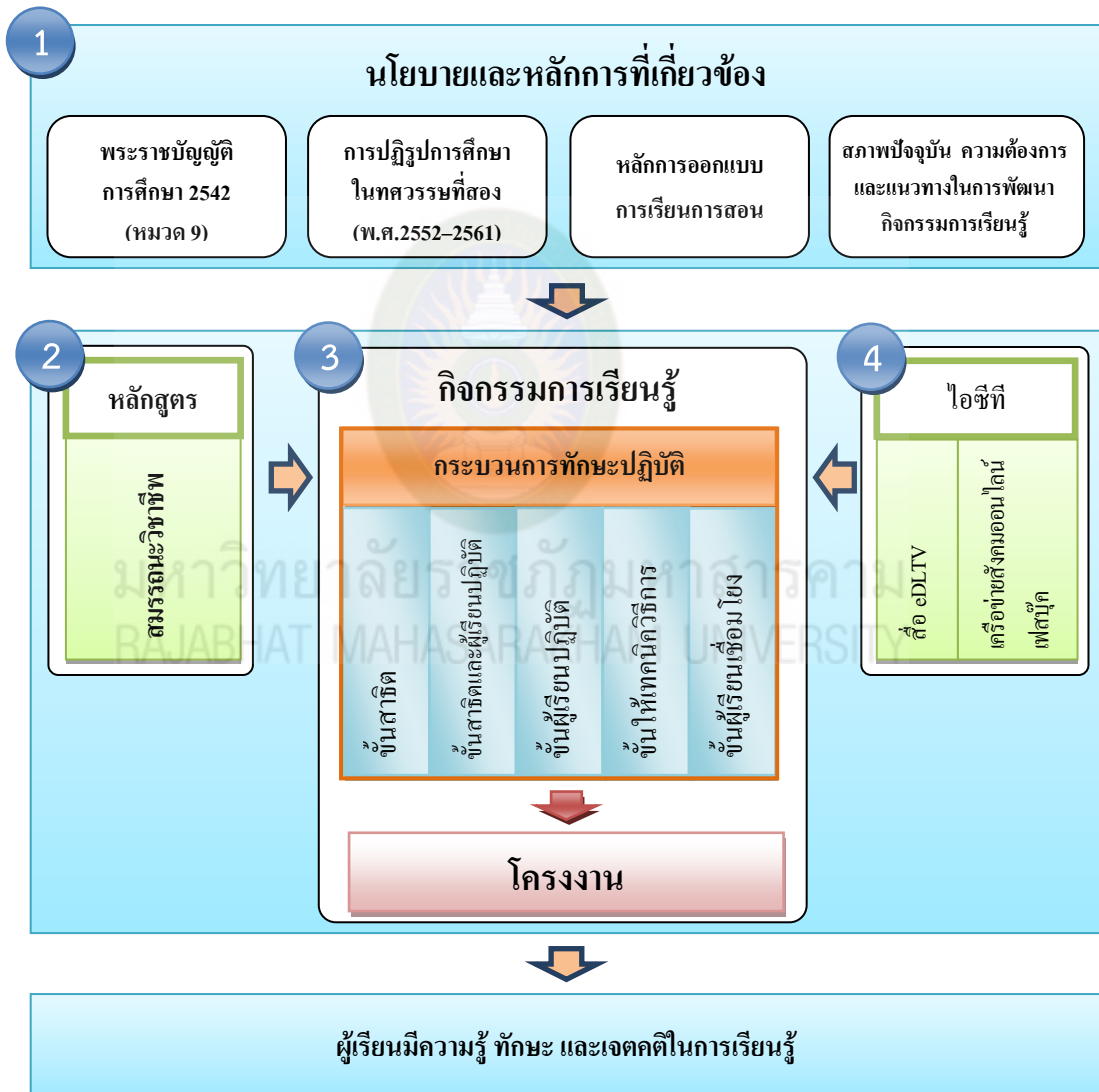 1
นโยบายและหลักการที่เกี่ยวข้อง
พระราชบัญญัติ
การศึกษา 2542
(หมวด 9)
การปฏิรูปการศึกษา
ในทศวรรษที่สอง
(พ.ศ.2552–2561)
หลักการออกแบบ
การเรียนการสอน
สภาพปัจจุบัน ความต้องการ
และแนวทางในการพัฒนา
กิจกรรมการเรียนรู้
2
หลักสูตร
สมรรถนะวิชาชีพ
3
กิจกรรมการเรียนรู้
กระบวนการทักษะปฏิบัติ
ขั้นสาธิต
ขั้นสาธิตและผู้เรียนปฏิบัติ
ขั้นผู้เรียนปฏิบัติ
ขั้นให้เทคนิควิธีการ
ขั้นผู้เรียนเชื่อมโยง
โครงงาน
4
ไอซีที
สื่อ eDLTV
เครือข่ายสังคมออนไลน์
เฟสบุ๊ค
มหาวิทยาลัยราชภัฏมหาสารคาม
RAJABHAT MAHASARAKHAM UNIVERSITY
ผู้เรียนมีความรู้ ทักษะ และเจตคติในการเรียนรู้